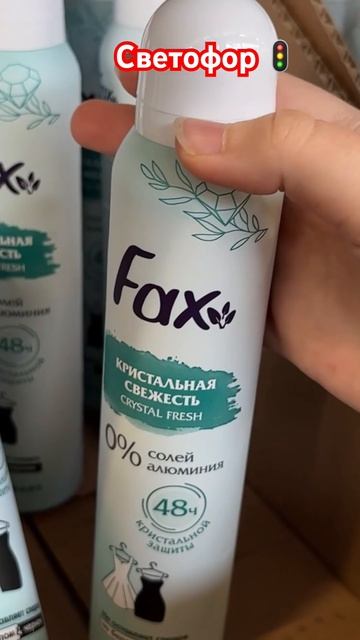 Светофор🚦
Fax
КРИСТАЛЬНАЯ
СВЕЖЕСТЬ
CRYSTAL FRESH
0% солей
алюминия
48ч
кристальной
защиты